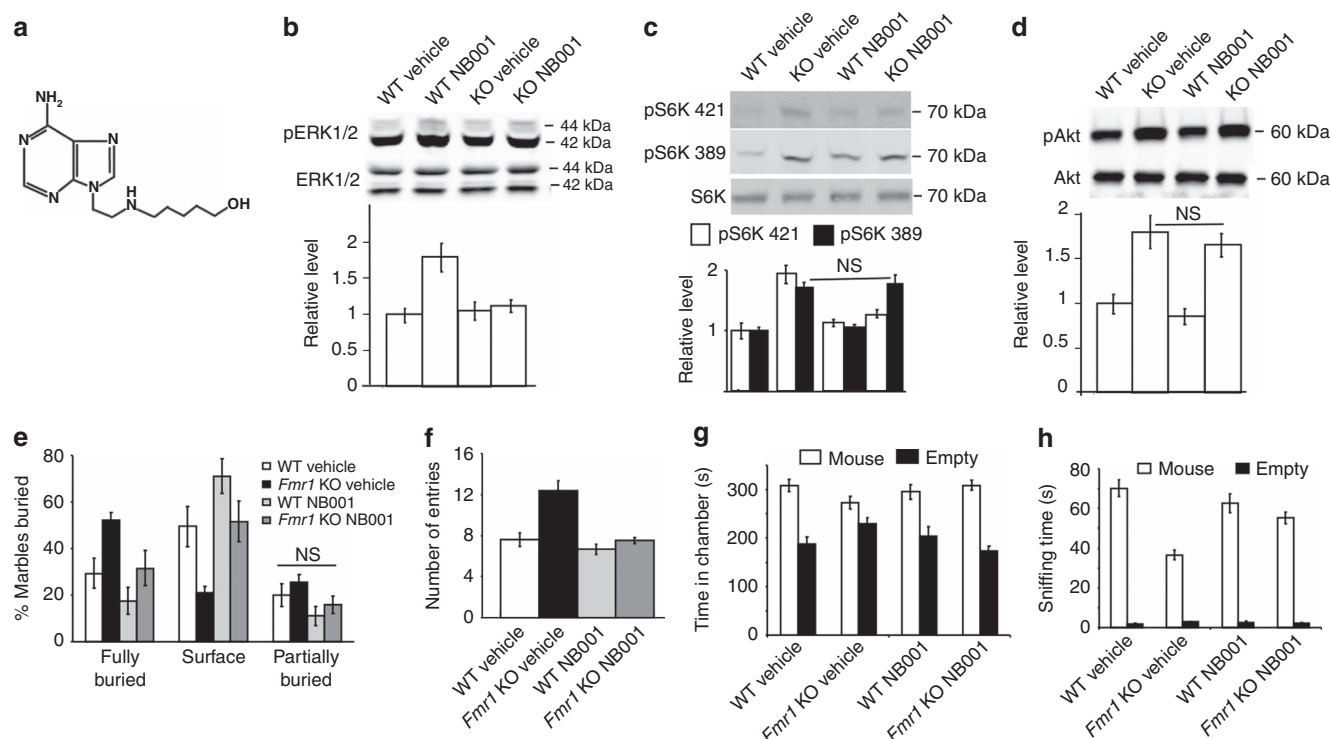 a
NH2
N
N
N
N
H
N
OH
b
WT vehicle
WT NB001
KO vehicle
KO NB001
pERK1/2
44 kDa
42 kDa
ERK1/2
44 kDa
42 kDa
Relative level
2
1.5
1
0.5
0
c
WT vehicle
KO vehicle
WT NB001
KO NB001
pS6K 421
70 kDa
pS6K 389
70 kDa
S6K
70 kDa
pS6K 421 pS6K 389
Relative level
2
1
NS
d
WT vehicle
KO vehicle
WT NB001
KO NB001
pAkt
60 kDa
Akt
60 kDa
Relative level
2
1.5
1
0.5
0
NS
e
% Marbles buried
80
60
40
20
0
WT vehicle
Fmr1 KO vehicle
WT NB001
Fmr1 KO NB001
NS
Fully
buried
Surface
Partially
buried
f
Number of entries
16
12
8
4
0
WT vehicle
Fmr1 KO vehicle
WT NB001
Fmr1 KO NB001
g
Mouse Empty
Time in chamber (s)
300
200
100
0
WT vehicle
Fmr1 KO vehicle
WT NB001
Fmr1 KO NB001
h
Mouse Empty
Sniffing time (s)
80
60
40
20
0
WT vehicle
Fmr1 KO vehicle
WT NB001
Fmr1 KO NB001